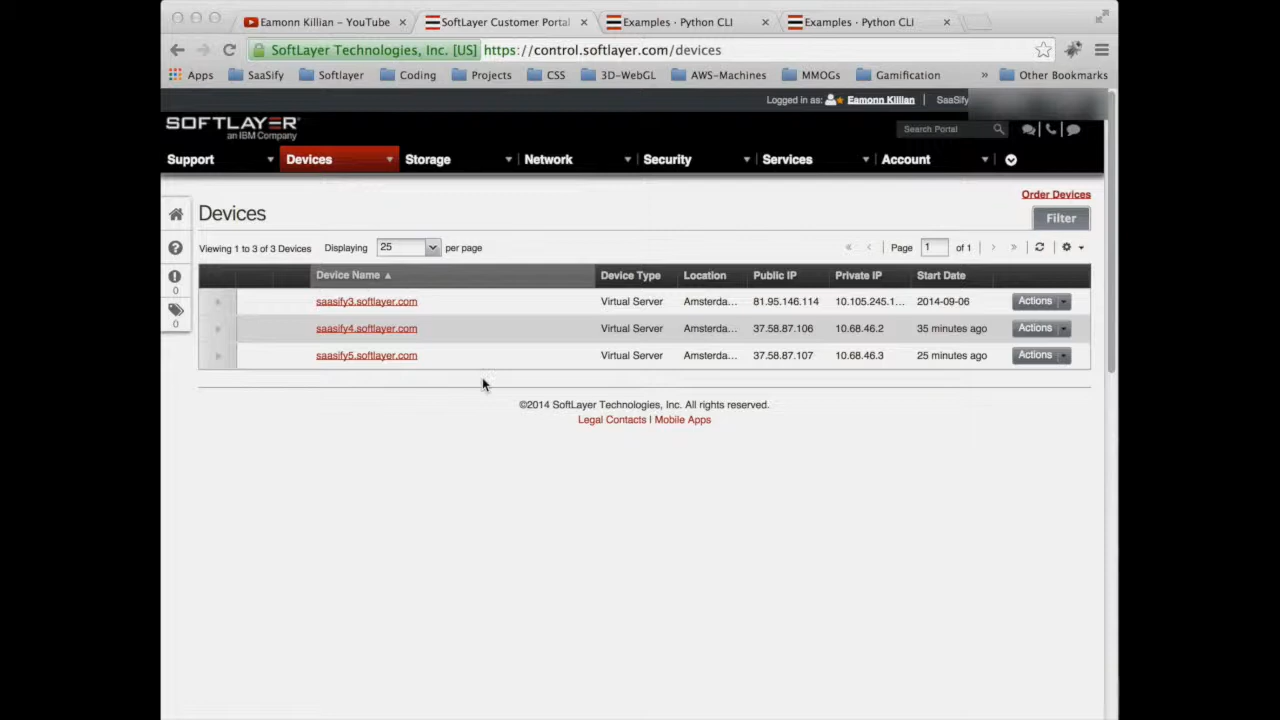 Eamonn Killian – YouTube × SoftLayer Customer Portal × Examples · Python CLI × Examples · Python CLI ×
SoftLayer Technologies, Inc. [US] https://control.softlayer.com/devices
Apps SaaSify Softlayer Coding Projects CSS 3D-WebGL AWS-Machines MMOGs Gamification » Other Bookmarks
Logged in as: Eamonn Killian | SaaSify
SOFTLAYER
an IBM Company
Search Portal
Support Devices Storage Network Security Services Account
Order Devices
Devices
Filter
Viewing 1 to 3 of 3 Devices Displaying 25 per page « ‹ Page 1 of 1 › »
Device Name ▲ Device Type Location Public IP Private IP Start Date
saasify3.softlayer.com Virtual Server Amsterda... 81.95.146.114 10.105.245.1... 2014-09-06 Actions
saasify4.softlayer.com Virtual Server Amsterda... 37.58.87.106 10.68.46.2 35 minutes ago Actions
saasify5.softlayer.com Virtual Server Amsterda... 37.58.87.107 10.68.46.3 25 minutes ago Actions
0
0
©2014 SoftLayer Technologies, Inc. All rights reserved.
Legal Contacts | Mobile Apps